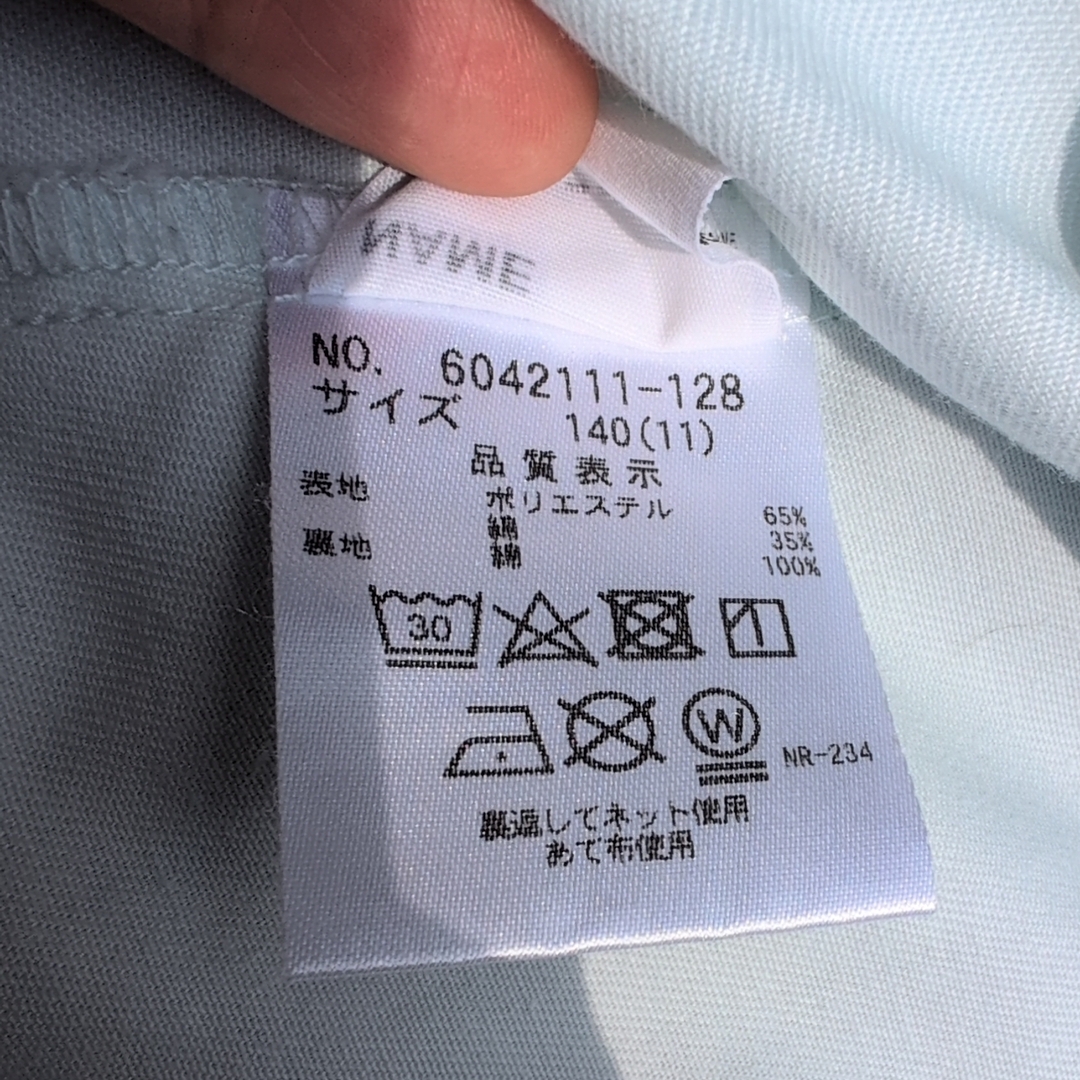 NAME
NO. 6042111-128
サイズ 140(11)
品質表示
表地 ポリエステル 65%
綿 35%
裏地 綿 100%
30
W NR-234
裏返してネット使用
あて布使用